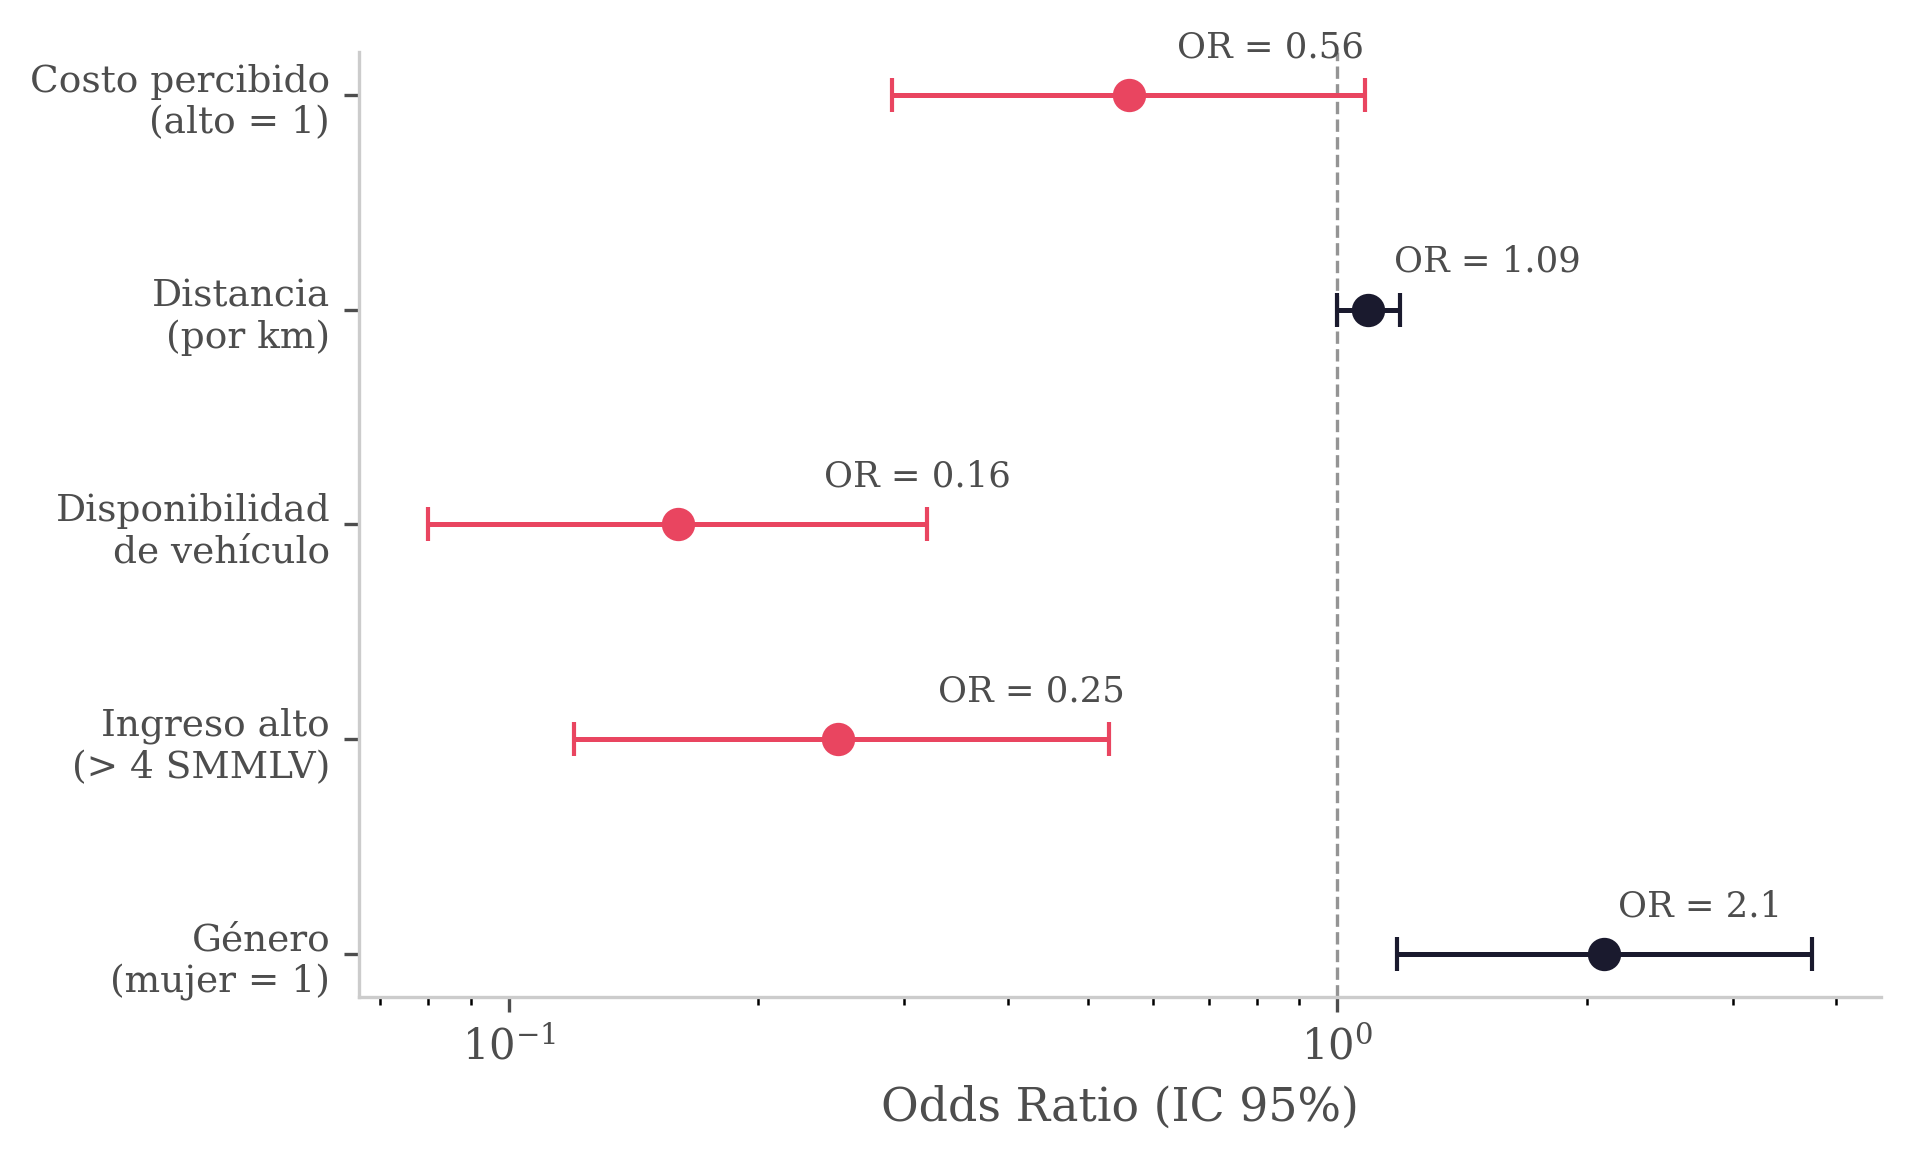 OR = 0.56
Costo percibido
(alto = 1)
OR = 1.09
Distancia
(por km)
OR = 0.16
Disponibilidad
de vehículo
OR = 0.25
Ingreso alto
(> 4 SMMLV)
OR = 2.1
Género
(mujer = 1)
10⁻¹ 10⁰
Odds Ratio (IC 95%)